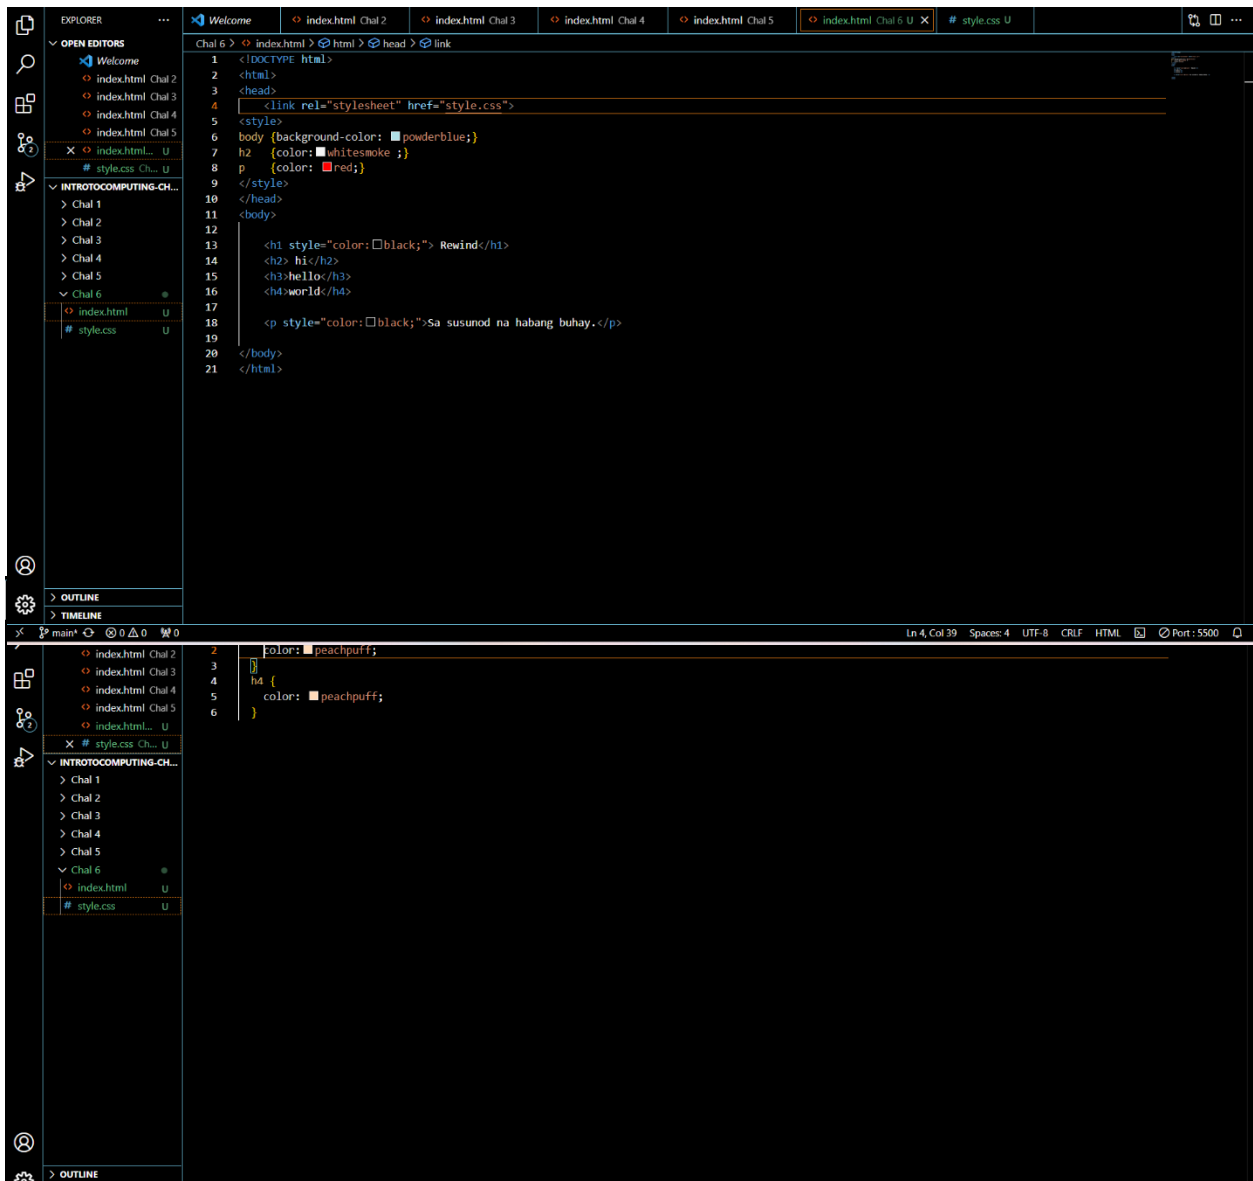 EXPLORER ···
Welcome
index.html Chal 2
index.html Chal 3
index.html Chal 4
index.html Chal 5
index.html Chal 6 U
# style.css U
OPEN EDITORS
Welcome
index.html Chal 2
index.html Chal 3
index.html Chal 4
index.html Chal 5
index.html... U
# style.css Ch... U
2
INTROTOCOMPUTING-CH...
Chal 1
Chal 2
Chal 3
Chal 4
Chal 5
Chal 6
index.html U
# style.css U
OUTLINE
TIMELINE
Chal 6 > index.html > html > head > link
1 <!DOCTYPE html>
2 <html>
3 <head>
4 <link rel="stylesheet" href="style.css">
5 <style>
6 body {background-color: powderblue;}
7 h2 {color: whitesmoke ;}
8 p {color: red;}
9 </style>
10 </head>
11 <body>
12
13 <h1 style="color: black;"> Rewind</h1>
14 <h2> hi</h2>
15 <h3>hello</h3>
16 <h4>world</h4>
17
18 <p style="color: black;">Sa susunod na habang buhay.</p>
19
20 </body>
21 </html>
main* 0 0 0
Ln 4, Col 39 Spaces: 4 UTF-8 CRLF HTML Port : 5500
index.html Chal 2
index.html Chal 3
index.html Chal 4
index.html Chal 5
index.html... U
# style.css Ch... U
2
INTROTOCOMPUTING-CH...
Chal 1
Chal 2
Chal 3
Chal 4
Chal 5
Chal 6
index.html U
# style.css U
OUTLINE
2 color: peachpuff;
3 }
4 h4 {
5 color: peachpuff;
6 }